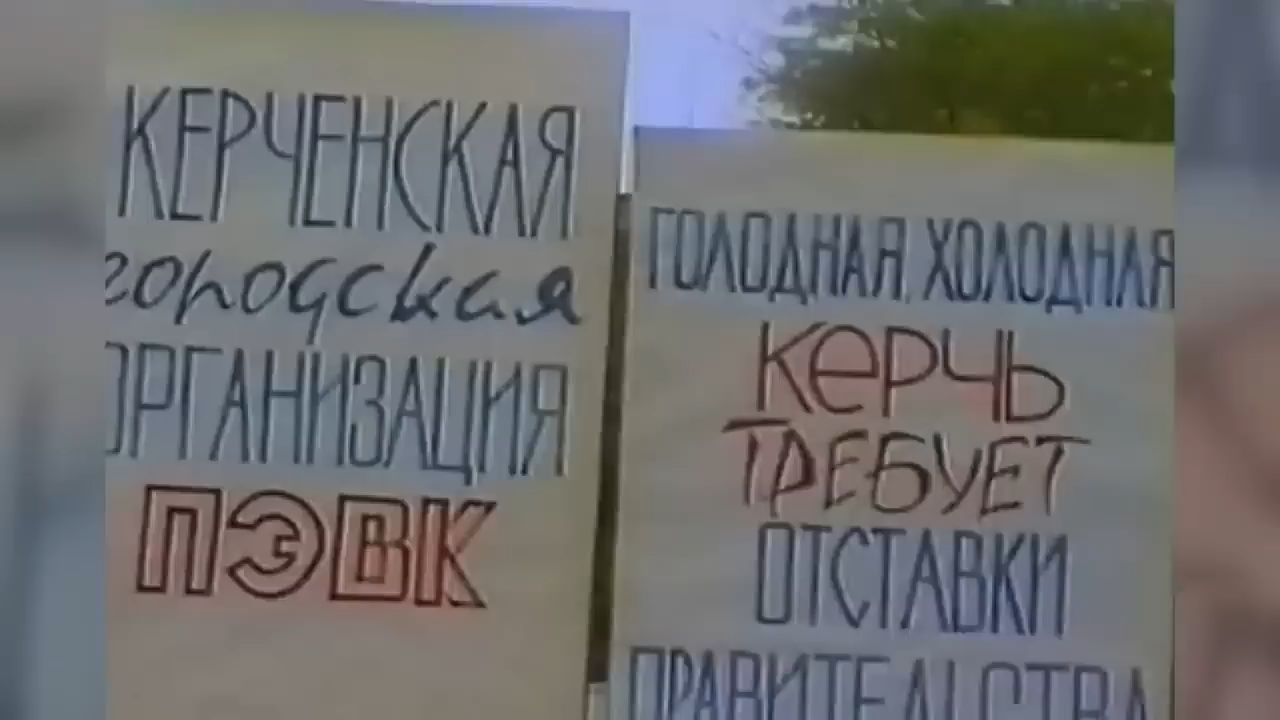 КЕРЧЕНСКАЯ
городская
ОРГАНИЗАЦИЯ
ПЭВК
ГОЛОДНАЯ, ХОЛОДНАЯ
КЕРЧЬ
ТРЕБУЕТ
ОТСТАВКИ
ПРАВИТЕЛЬСТВА